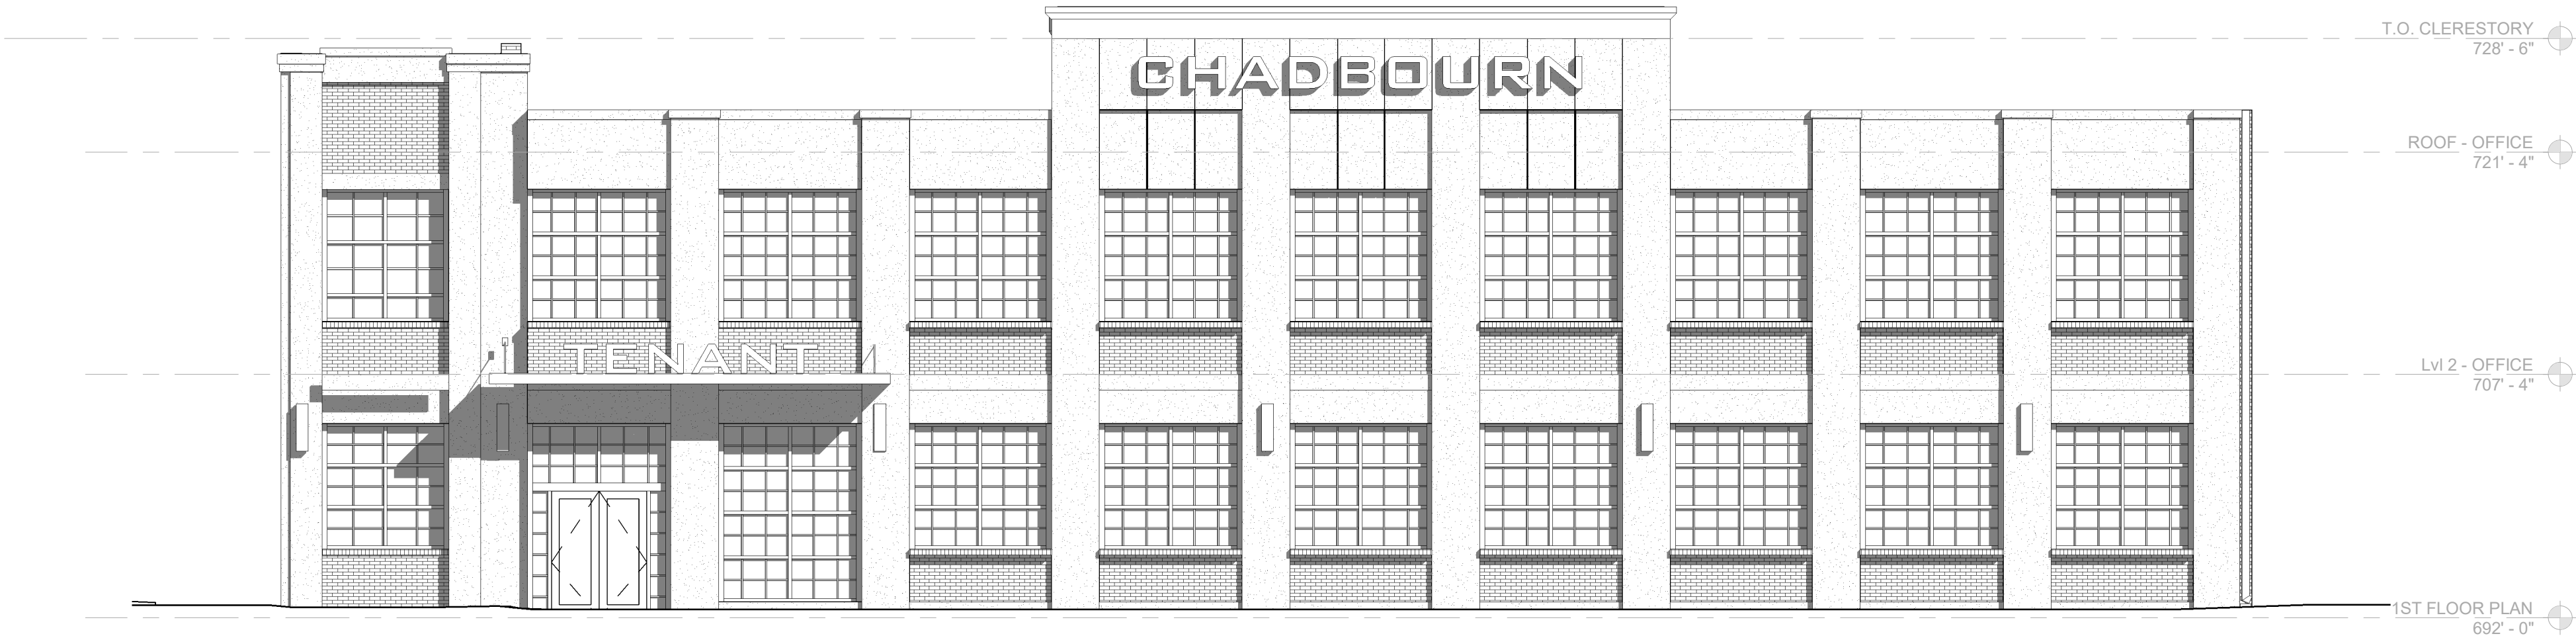 T.O. CLERESTORY
728' - 6"
CHADBOURN
ROOF - OFFICE
721' - 4"
TENANT
Lvl 2 - OFFICE
707' - 4"
1ST FLOOR PLAN
692' - 0"